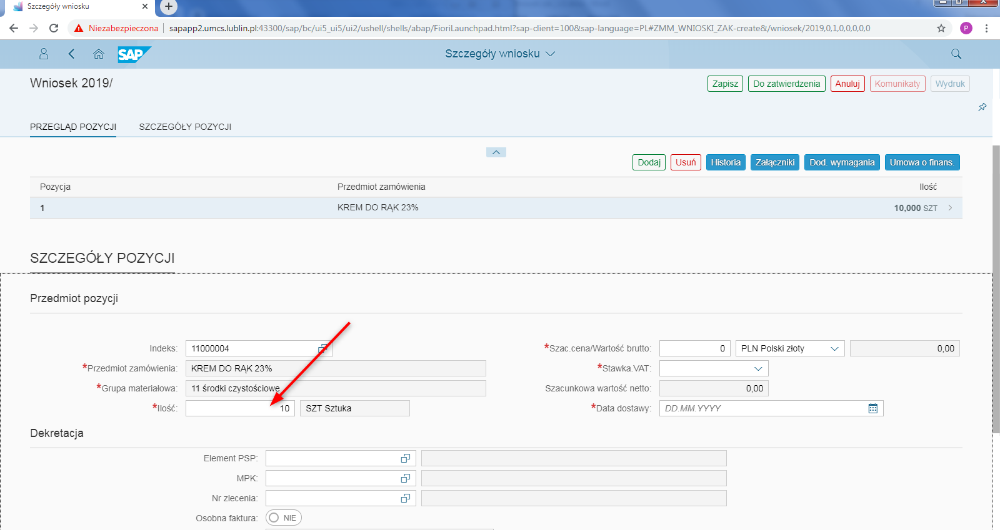 Szczegóły wniosku
Niezabezpieczona sapapp2.umcs.lublin.pl:43300/sap/bc/ui5_ui5/ui2/ushell/shells/abap/FioriLaunchpad.html?sap-client=100&sap-language=PL#ZMM_WNIOSKI_ZAK-create&/wniosek/2019,0,1,0,0,0,0,0 P
SAP Szczegóły wniosku
Wniosek 2019/ Zapisz Do zatwierdzenia Anuluj Komunikaty Wydruk
PRZEGLĄD POZYCJI SZCZEGÓŁY POZYCJI
Dodaj Usuń Historia Załączniki Dod. wymagania Umowa o finans.
Pozycja Przedmiot zamówienia Ilość
1 KREM DO RĄK 23% 10,000 SZT
SZCZEGÓŁY POZYCJI
Przedmiot pozycji
Indeks: 11000004 *Szac.cena/Wartość brutto: 0 PLN Polski złoty 0,00
*Przedmiot zamówienia: KREM DO RĄK 23% *Stawka.VAT:
*Grupa materiałowa: 11 środki czystościowe Szacunkowa wartość netto: 0,00
*Ilość: 10 SZT Sztuka *Data dostawy: DD.MM.YYYY
Dekretacja
Element PSP:
MPK:
Nr zlecenia:
Osobna faktura: NIE